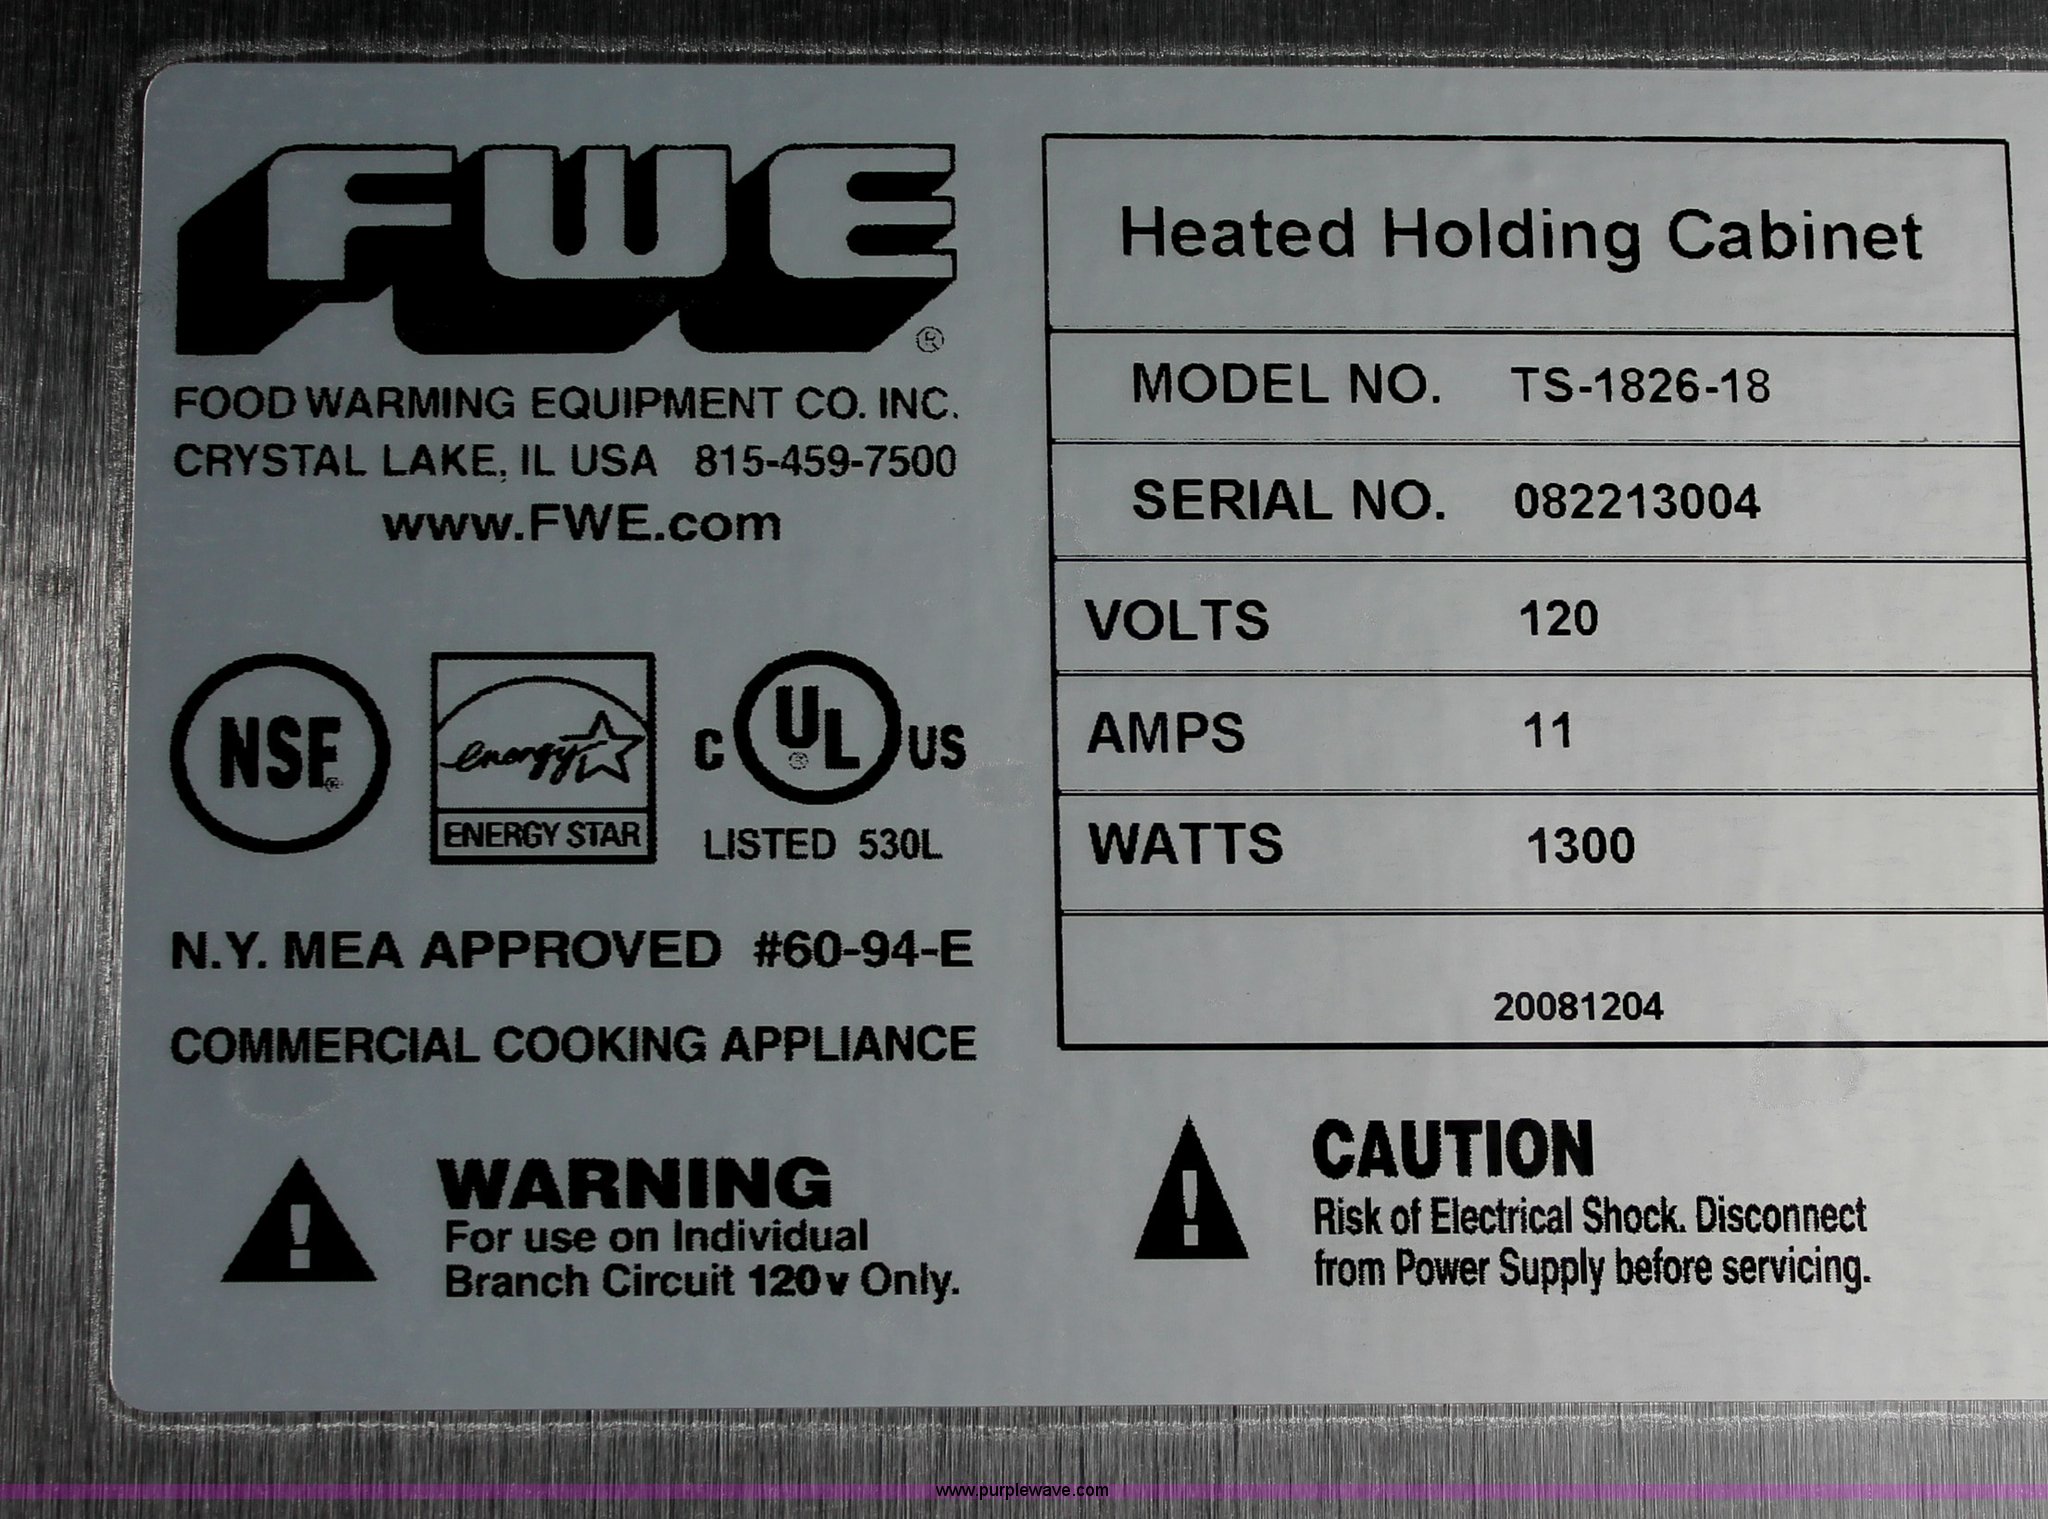 FWE®
FOOD WARMING EQUIPMENT CO. INC.
CRYSTAL LAKE, IL USA 815-459-7500
www.FWE.com
NSF®
energy
ENERGY STAR
C UL® US
LISTED 530L
N.Y. MEA APPROVED #60-94-E
COMMERCIAL COOKING APPLIANCE
! WARNING
For use on Individual
Branch Circuit 120v Only.
Heated Holding Cabinet
MODEL NO. TS-1826-18
SERIAL NO. 082213004
VOLTS 120
AMPS 11
WATTS 1300
20081204
! CAUTION
Risk of Electrical Shock. Disconnect
from Power Supply before servicing.
www.purplewave.com